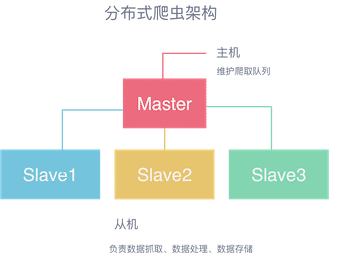 分布式爬虫架构
主机
维护爬取队列
Master
Slave1
Slave2
Slave3
从机
负责数据抓取、数据处理、数据存储